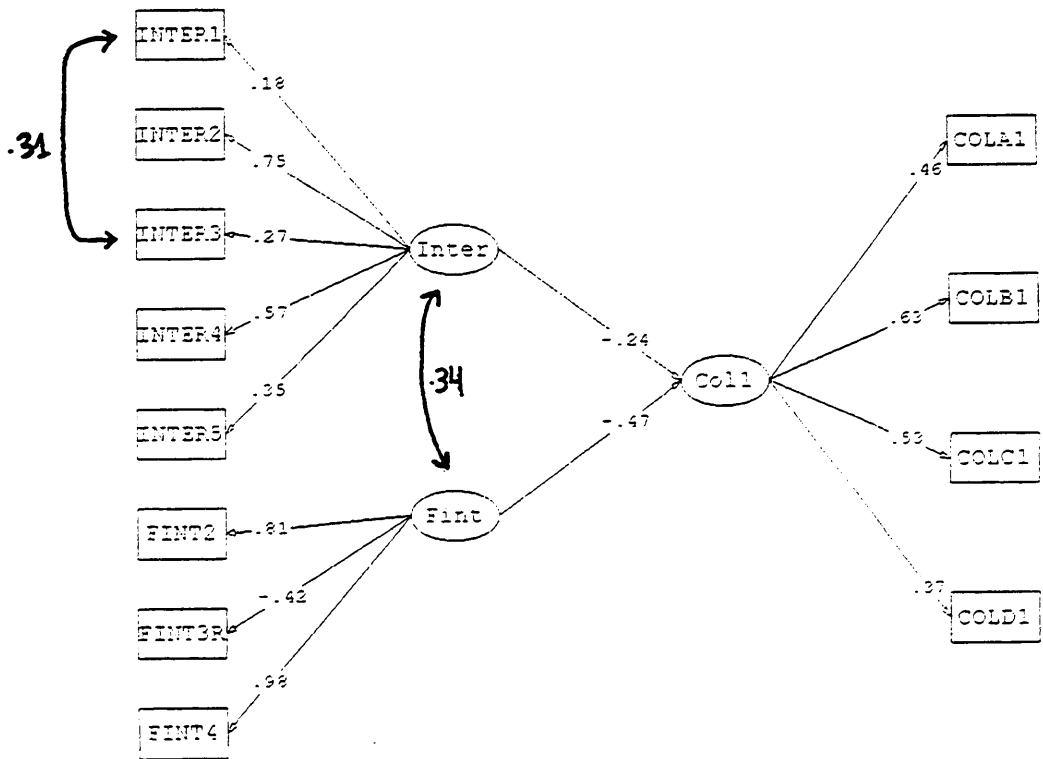 INTER1
.18
INTER2
.31
.75
COLA1
.46
INTER3
.27
Inter
INTER4
.57
-.24
COLB1
.63
.34
Coll
INTER5
.35
-.47
.53
COLC1
FINT2
.81
Fint
-.42
.37
FINT3R
COLD1
.98
FINT4